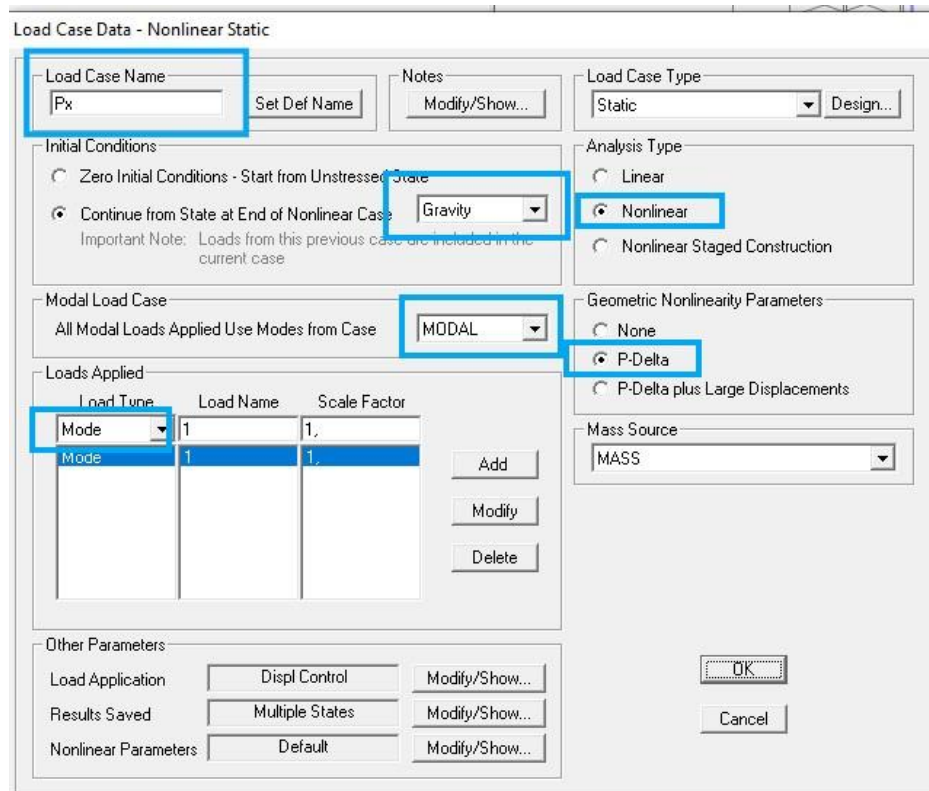 Load Case Data - Nonlinear Static
Load Case Name
Px
Set Def Name
Notes
Modify/Show...
Load Case Type
Static
Design...
Initial Conditions
Zero Initial Conditions - Start from Unstressed State
Continue from State at End of Nonlinear Case
Gravity
Important Note: Loads from this previous case are included in the
current case
Analysis Type
Linear
Nonlinear
Nonlinear Staged Construction
Modal Load Case
All Modal Loads Applied Use Modes from Case
MODAL
Geometric Nonlinearity Parameters
None
P-Delta
P-Delta plus Large Displacements
Loads Applied
Load Type Load Name Scale Factor
Mode 1 1,
Mode 1 1,
Add
Modify
Delete
Mass Source
MASS
Other Parameters
Load Application Displ Control Modify/Show...
Results Saved Multiple States Modify/Show...
Nonlinear Parameters Default Modify/Show...
OK
Cancel